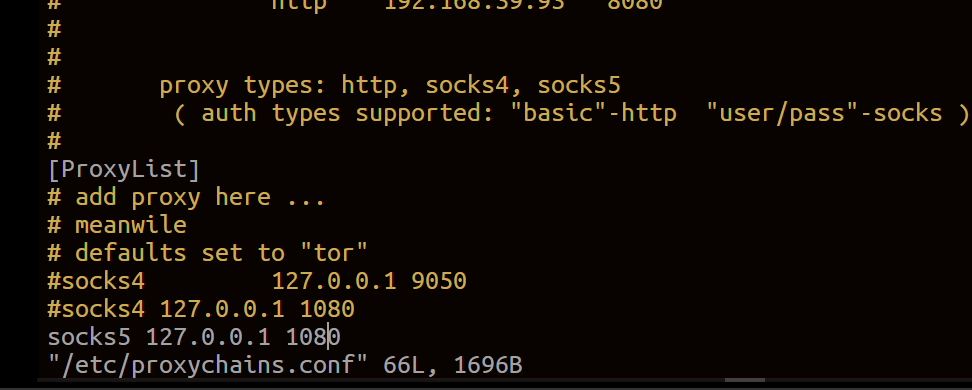 # http 192.168.39.93 8080
#
#
# proxy types: http, socks4, socks5
# ( auth types supported: "basic"-http "user/pass"-socks )
#
[ProxyList]
# add proxy here ...
# meanwile
# defaults set to "tor"
#socks4 127.0.0.1 9050
#socks4 127.0.0.1 1080
socks5 127.0.0.1 1080
"/etc/proxychains.conf" 66L, 1696B